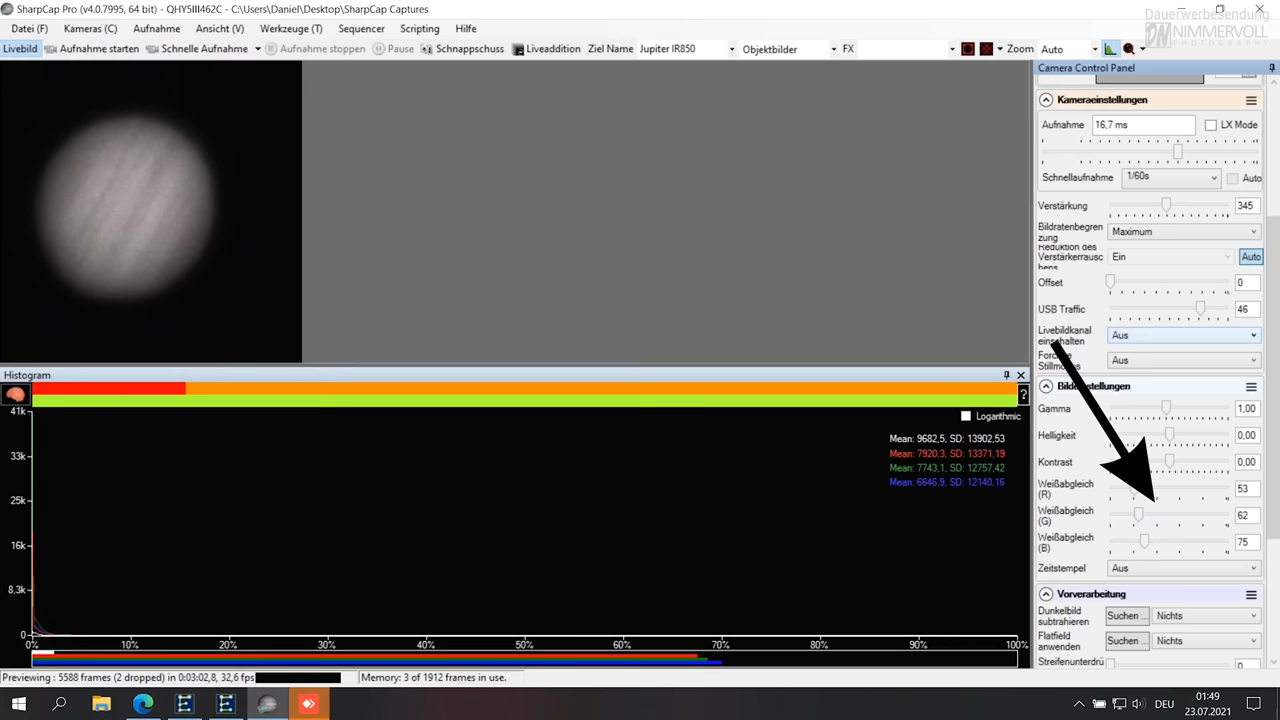 SharpCap Pro (v4.0.7995, 64 bit) - QHY5III462C - C:\Users\Daniel\Desktop\SharpCap Captures
Dauerwerbesendung
NIMMERVOLL
PHOTOGRAPHY
Datei (F) Kameras (C) Aufnahme Ansicht (V) Werkzeuge (T) Sequencer Scripting Hilfe
Livebild Aufnahme starten Schnelle Aufnahme Aufnahme stoppen Pause Schnappschuss Liveaddition Ziel Name Jupiter IR850 Objektbilder FX Zoom Auto
Camera Control Panel
Kameraeinstellungen
Aufnahme 16,7 ms LX Mode
Schnellaufnahme 1/60s Auto
Verstärkung 345
Bildratenbegren
zung Maximum
Reduktion des
Verstärkerrausc Ein Auto
hens
Offset 0
USB Traffic 46
Livebildkanal
einschalten Aus
Stillmodes Aus
Gamma 1,00
Helligkeit 0,00
Kontrast 0,00
Weißabgleich
(R) 53
Weißabgleich
(G) 62
Weißabgleich
(B) 75
Zeitstempel Aus
Vorverarbeitung
Dunkelbild
subtrahieren Suchen ... Nichts
Flatfield
anwenden Suchen ... Nichts
Streifenunterdrü 0
Histogram
?
Logarithmic
41k
33k
25k
16k
8.3k
0
Mean: 9682,5, SD: 13902,53
Mean: 7920,3, SD: 13371,19
Mean: 7743,1, SD: 12757,42
Mean: 6646,9, SD: 12140,16
0% 10% 20% 30% 40% 50% 60% 70% 80% 90% 100%
Previewing : 5588 frames (2 dropped) in 0:03:02,8, 32,6 fps Memory: 3 of 1912 frames in use.
DEU
01:49
23.07.2021